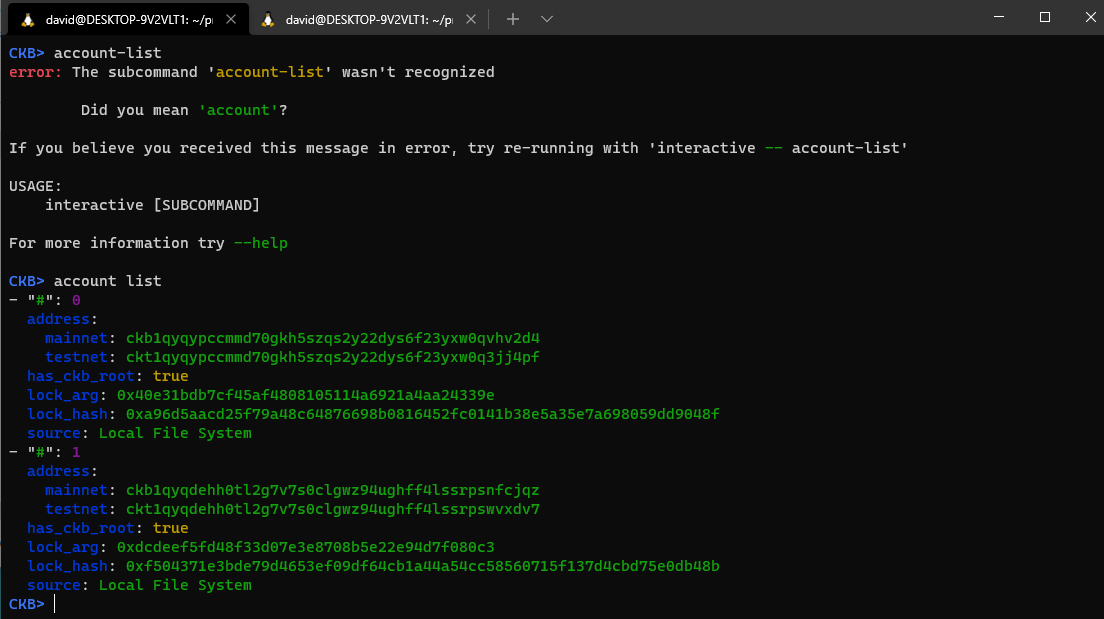 david@DESKTOP-9V2VLT1: ~/pr
david@DESKTOP-9V2VLT1: ~/pr
CKB> account-list
error: The subcommand 'account-list' wasn't recognized
Did you mean 'account'?
If you believe you received this message in error, try re-running with 'interactive -- account-list'
USAGE:
interactive [SUBCOMMAND]
For more information try --help
CKB> account list
- "#": 0
address:
mainnet: ckb1qyqypccmmd70gkh5szqs2y22dys6f23yxw0qvhv2d4
testnet: ckt1qyqypccmmd70gkh5szqs2y22dys6f23yxw0q3jj4pf
has_ckb_root: true
lock_arg: 0x40e31bdb7cf45af4808105114a6921a4aa24339e
lock_hash: 0xa96d5aacd25f79a48c64876698b0816452fc0141b38e5a35e7a698059dd9048f
source: Local File System
- "#": 1
address:
mainnet: ckb1qyqdehh0tl2g7v7s0clgwz94ughff4lssrpsnfcjqz
testnet: ckt1qyqdehh0tl2g7v7s0clgwz94ughff4lssrpswvxdv7
has_ckb_root: true
lock_arg: 0xdcdeef5fd48f33d07e3e8708b5e22e94d7f080c3
lock_hash: 0xf504371e3bde79d4653ef09df64cb1a44a54cc58560715f137d4cbd75e0db48b
source: Local File System
CKB>